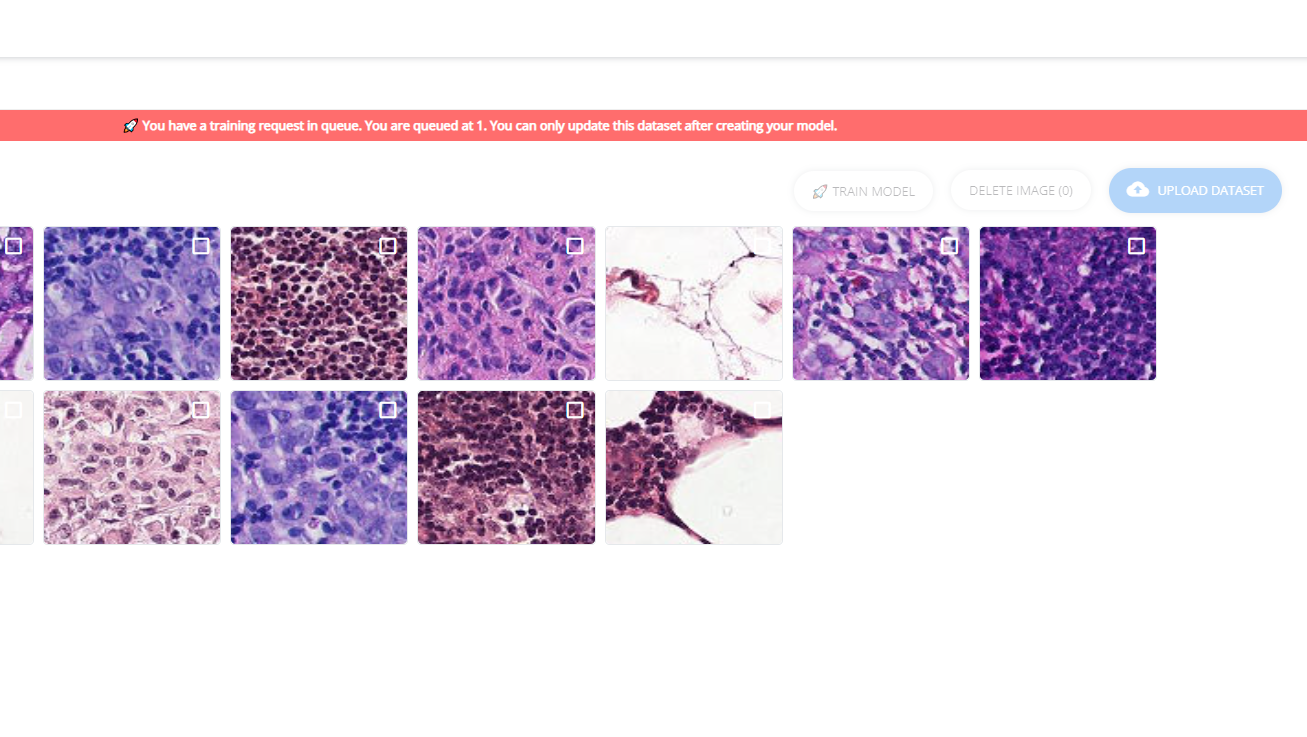 You have a training request in queue. You are queued at 1. You can only update this dataset after creating your model.
TRAIN MODEL
DELETE IMAGE (0)
UPLOAD DATASET